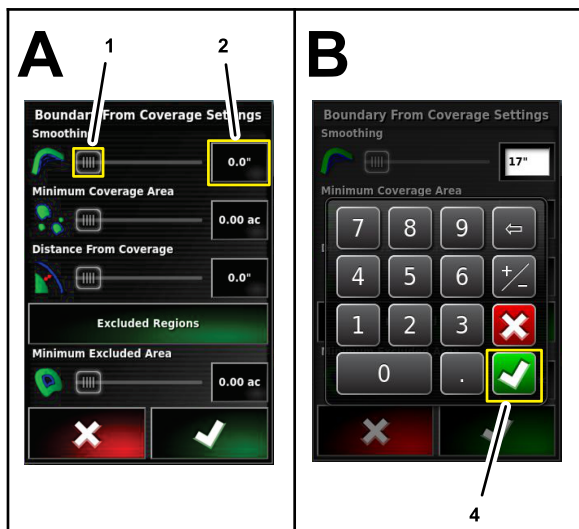 A
1
2
Boundary From Coverage Settings
Smoothing
0.0"
Minimum Coverage Area
0.00 ac
Distance From Coverage
0.0"
Excluded Regions
Minimum Excluded Area
0.00 ac
B
Boundary From Coverage Settings
Smoothing
17"
Minimum Coverage Area
7 8 9 ⇦
4 5 6 +/-
1 2 3
0 .
4